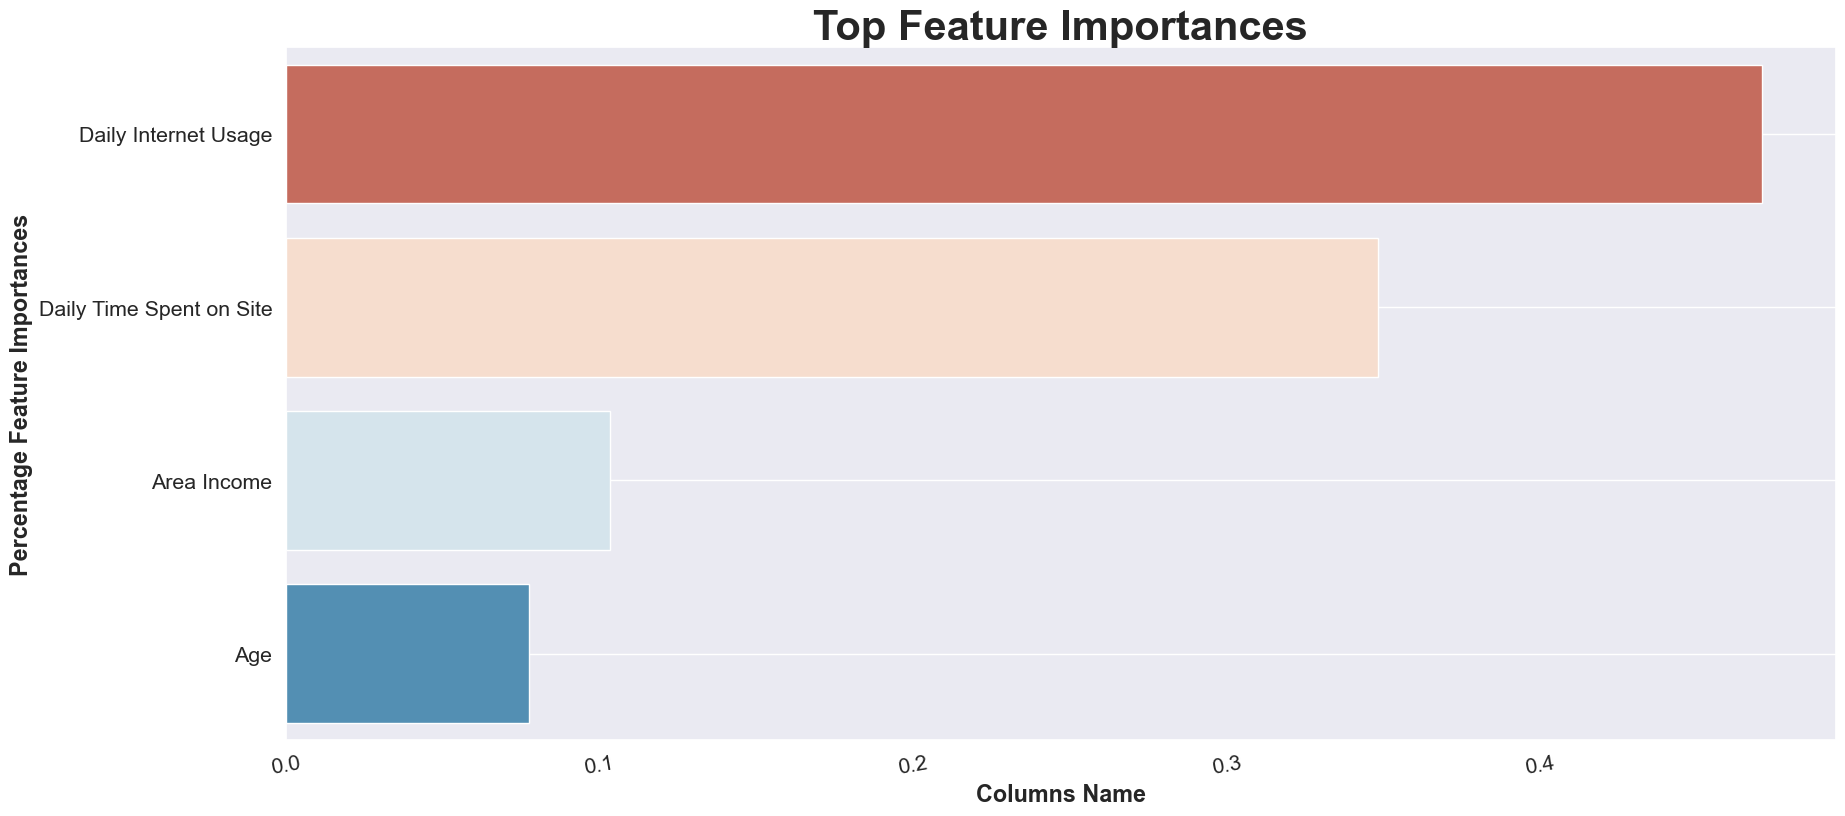 Top Feature Importances
Percentage Feature Importances
Daily Internet Usage
Daily Time Spent on Site
Area Income
Age
0.0 0.1 0.2 0.3 0.4
Columns Name